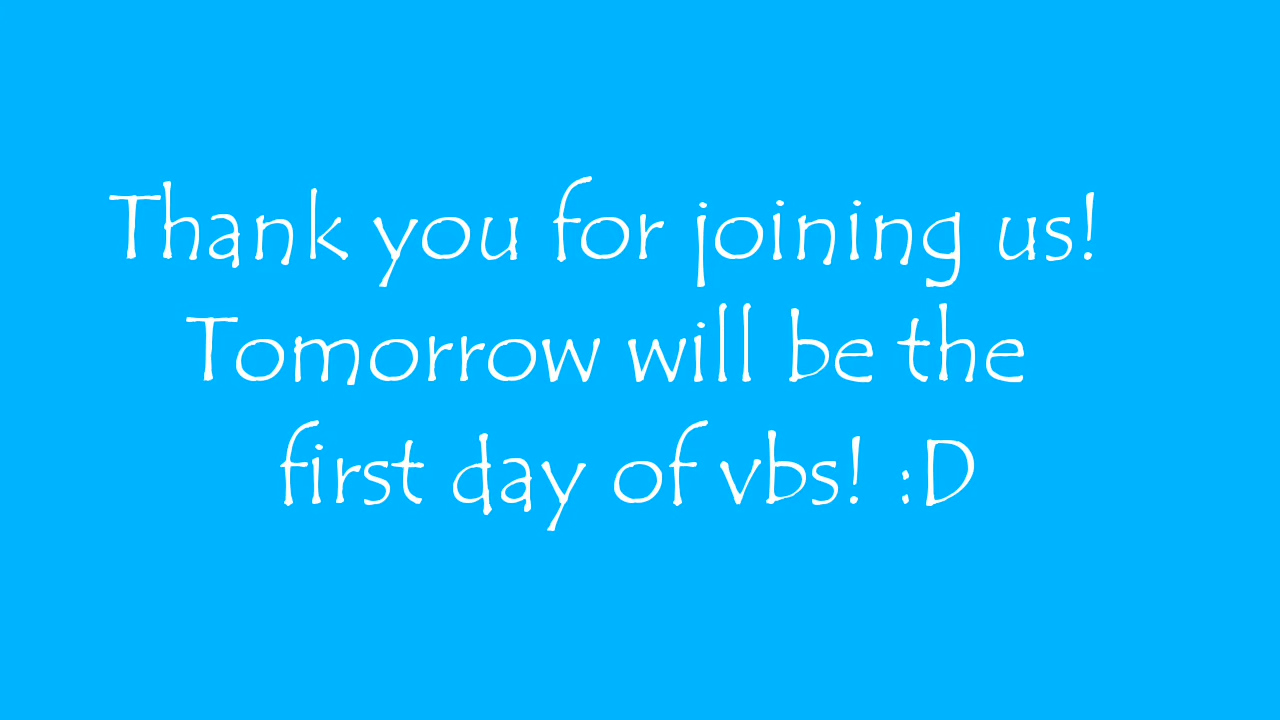 Thank you for joining us!
Tomorrow will be the
first day of vbs! :D